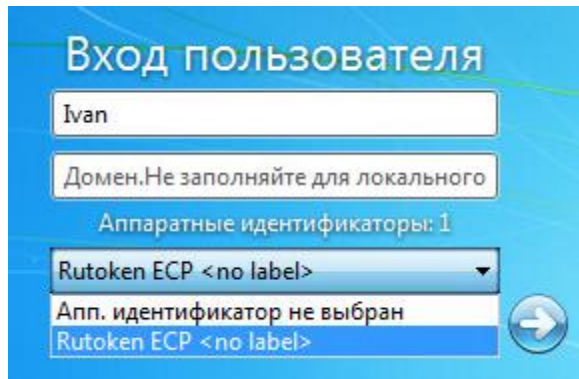 Вход пользователя
Ivan
Домен.Не заполняйте для локального
Аппаратные идентификаторы: 1
Rutoken ECP <no label>
Апп. идентификатор не выбран
Rutoken ECP <no label>